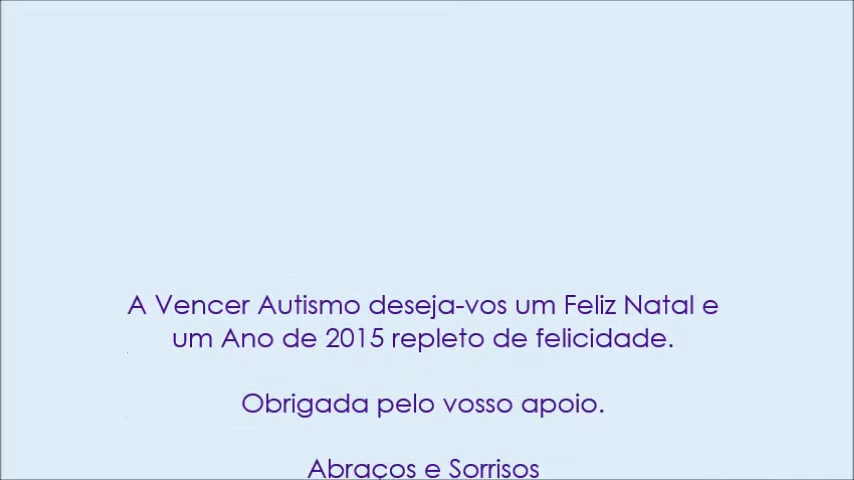 A Vencer Autismo deseja-vos um Feliz Natal e
um Ano de 2015 repleto de felicidade.
Obrigada pelo vosso apoio.
Abraços e Sorrisos